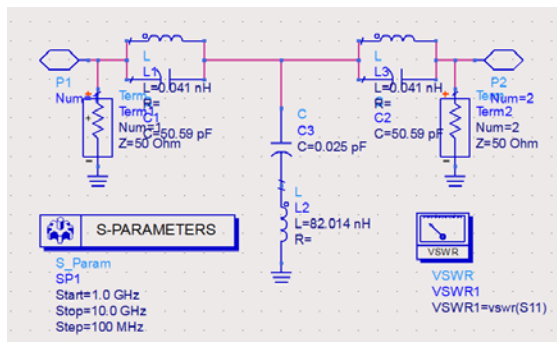 L
L1
L=0.041 nH
R=
C1
C=50.59 pF
P1
Num=1
Term
Term1
Num=1
Z=50 Ohm
L
L3
L=0.041 nH
R=
C2
C=50.59 pF
P2
Num=2
Term
Term2
Num=2
Z=50 Ohm
C
C3
C=0.025 pF
L
L2
L=82.014 nH
R=
S-PARAMETERS
S_Param
SP1
Start=1.0 GHz
Stop=10.0 GHz
Step=100 MHz
VSWR
VSWR
VSWR1
VSWR1=vswr(S11)